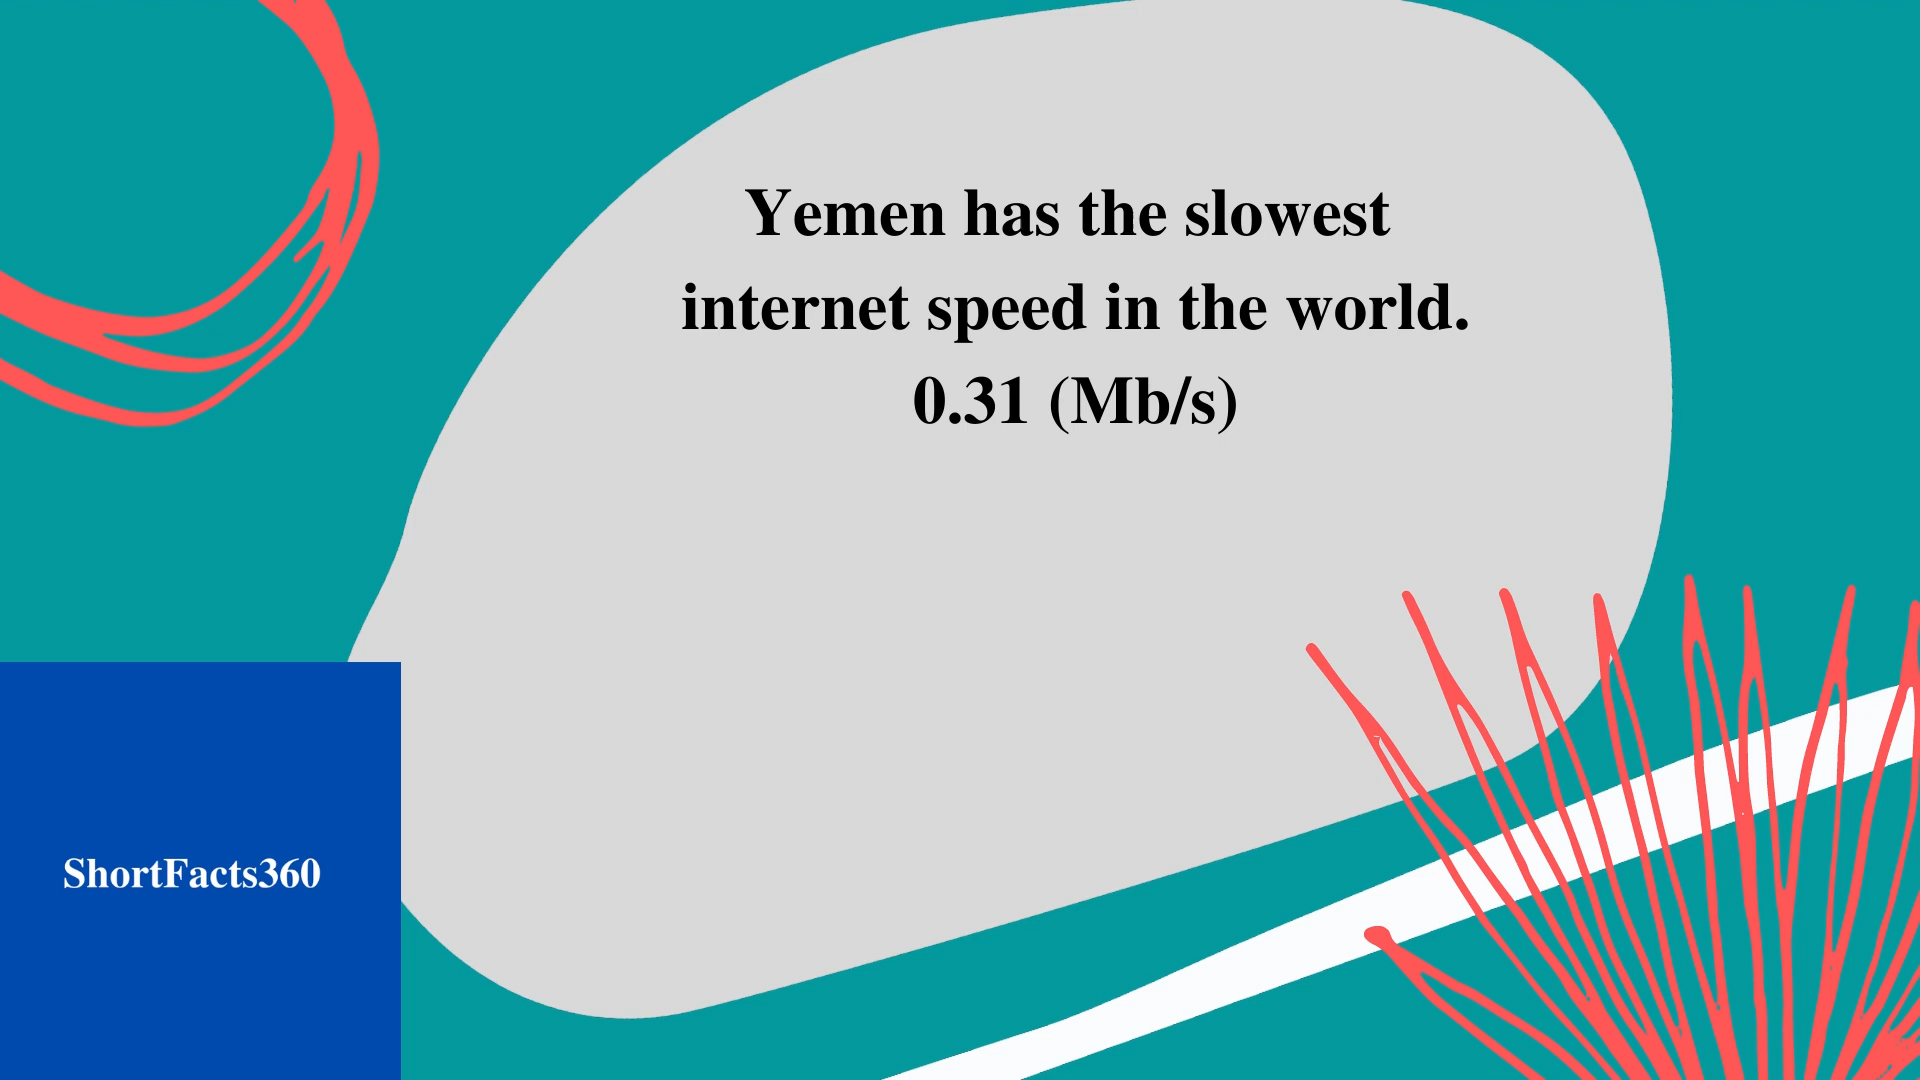 Yemen has the slowest
internet speed in the world.
0.31 (Mb/s)
ShortFacts360